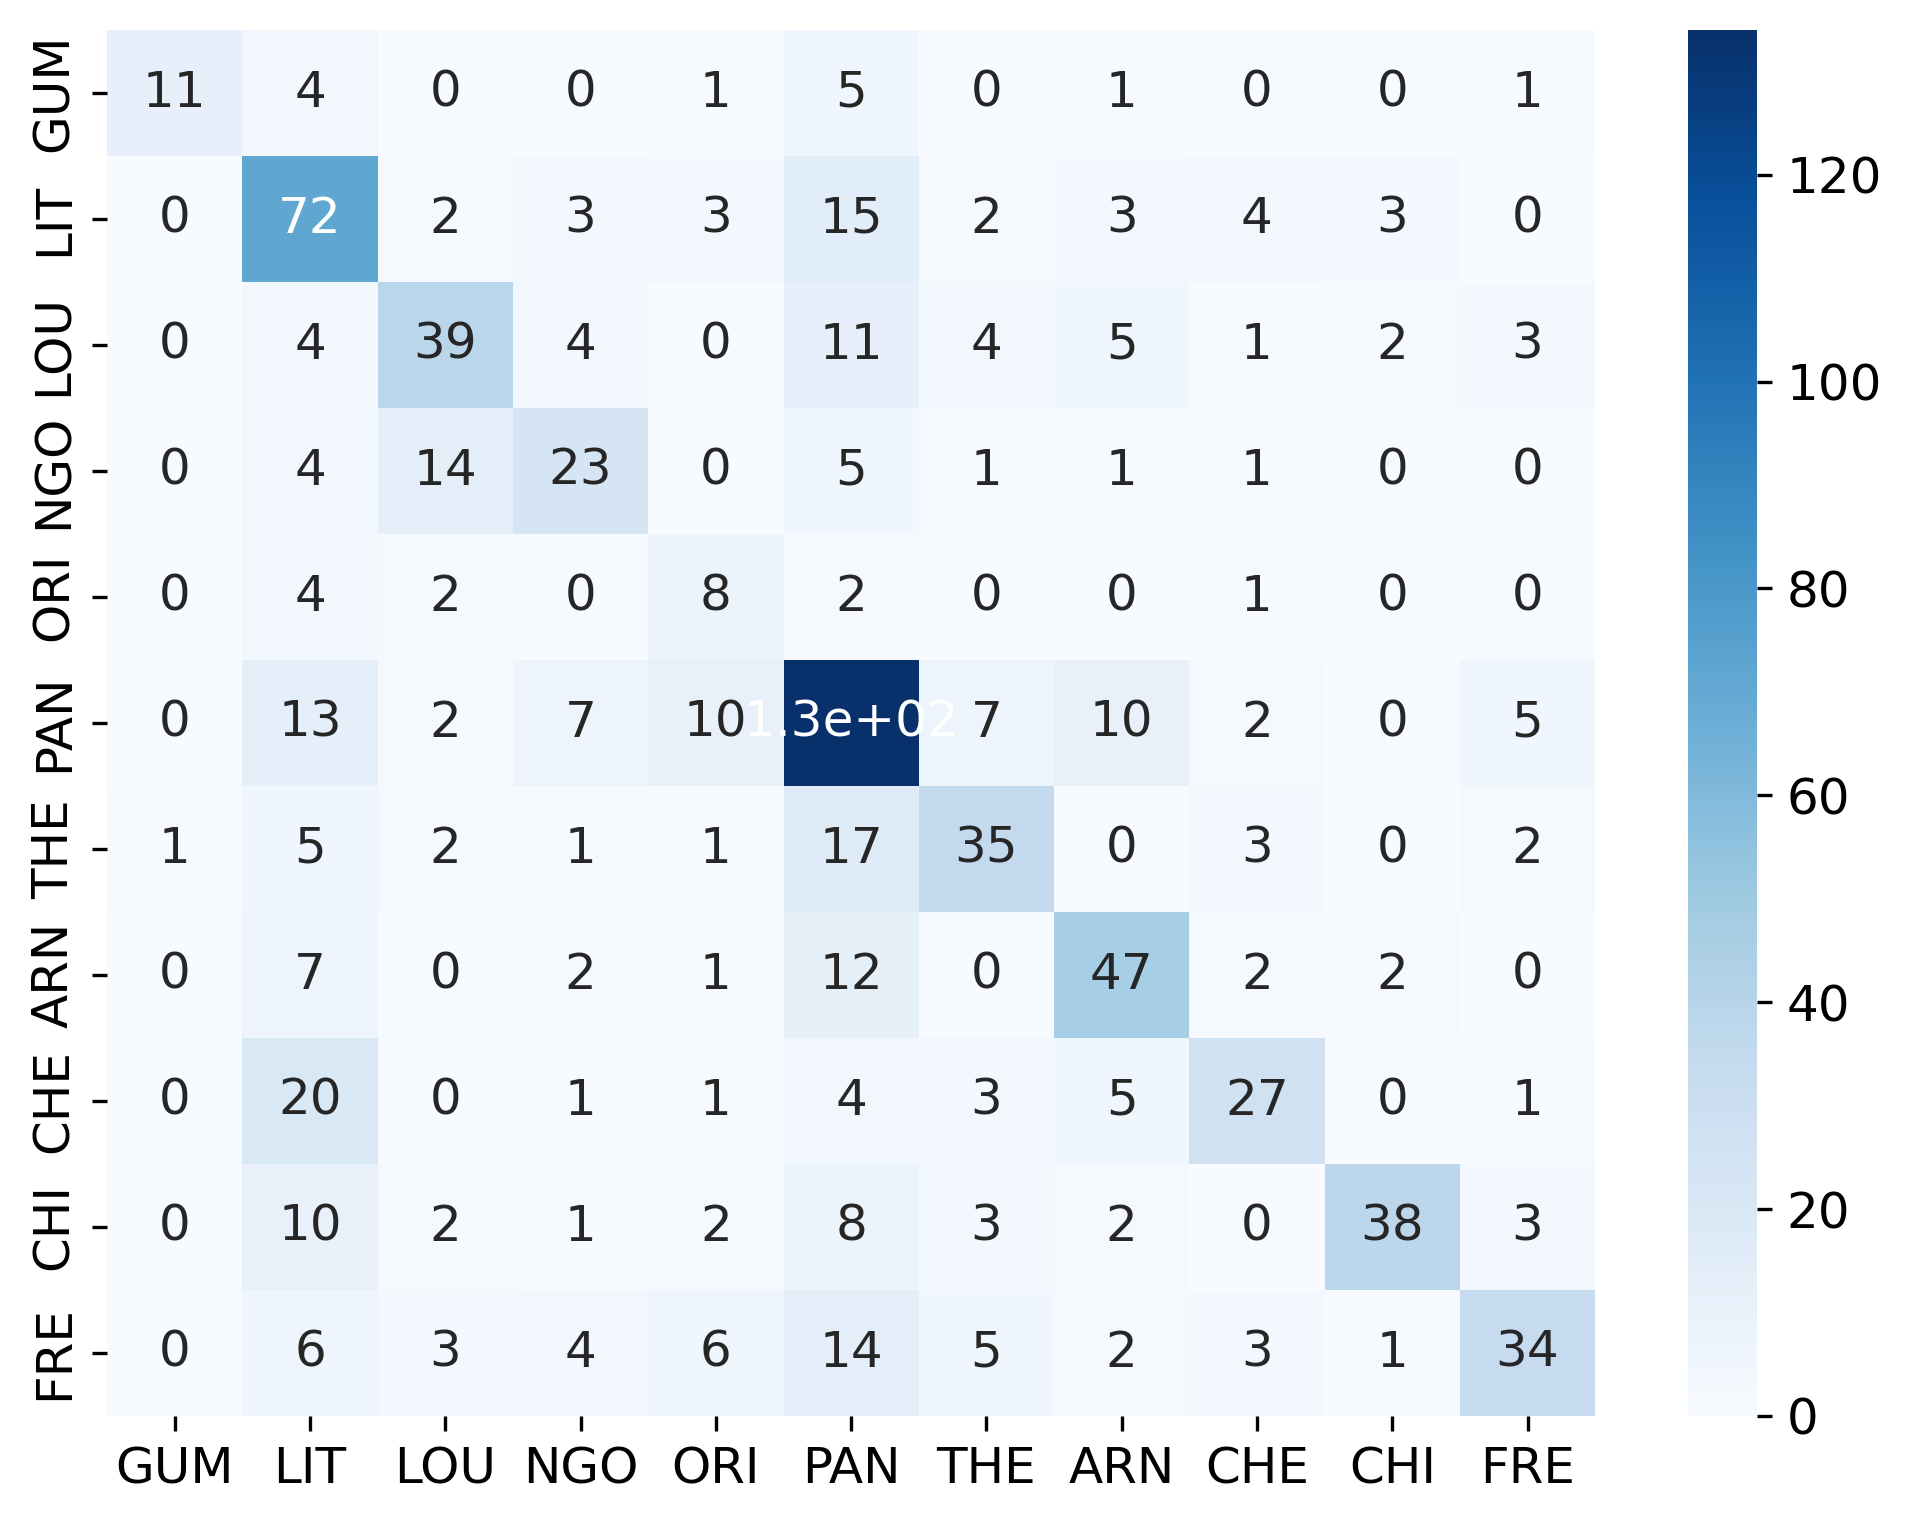 GUM 11 4 0 0 1 5 0 1 0 0 1
LIT 0 72 2 3 3 15 2 3 4 3 0
LOU 0 4 39 4 0 11 4 5 1 2 3
NGO 0 4 14 23 0 5 1 1 1 0 0
ORI 0 4 2 0 8 2 0 0 1 0 0
PAN 0 13 2 7 10 1.3e+02 7 10 2 0 5
THE 1 5 2 1 1 17 35 0 3 0 2
ARN 0 7 0 2 1 12 0 47 2 2 0
CHE 0 20 0 1 1 4 3 5 27 0 1
CHI 0 10 2 1 2 8 3 2 0 38 3
FRE 0 6 3 4 6 14 5 2 3 1 34
GUM LIT LOU NGO ORI PAN THE ARN CHE CHI FRE
120
100
80
60
40
20
0